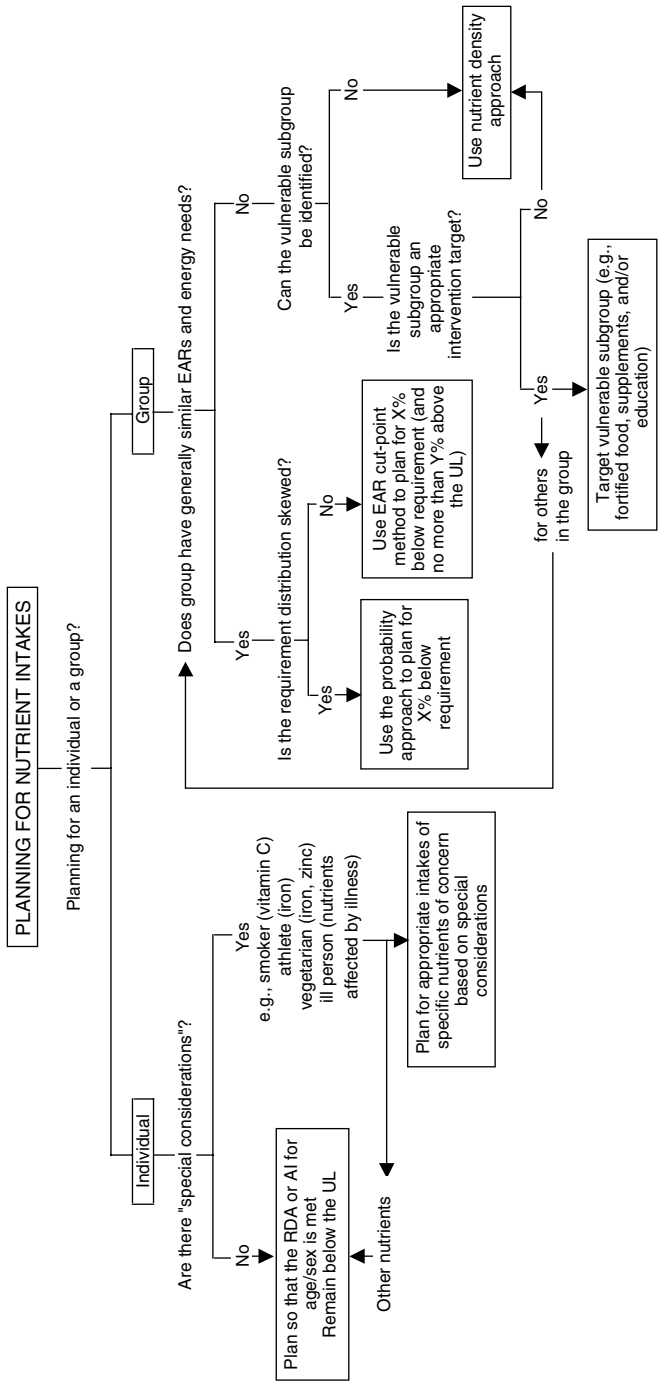 PLANNING FOR NUTRIENT INTAKES
Planning for an individual or a group?
Individual
Are there "special considerations"?
No
Plan so that the RDA or AI for
age/sex is met
Remain below the UL
Other nutrients
Yes
e.g., smoker (vitamin C)
athlete (iron)
vegetarian (iron, zinc)
ill person (nutrients
affected by illness)
Plan for appropriate intakes of
specific nutrients of concern
based on special
considerations
Group
Does group have generally similar EARs and energy needs?
Yes
Is the requirement distribution skewed?
Yes
Use the probability
approach to plan for
X% below
requirement
No
Use EAR cut-point
method to plan for X%
below requirement (and
no more than Y% above
the UL)
No
Can the vulnerable subgroup
be identified?
Yes
Is the vulnerable
subgroup an
appropriate
intervention target?
No
Use nutrient density
approach
for others
in the group
Yes
Target vulnerable subgroup (e.g.,
fortified food, supplements, and/or
education)
No